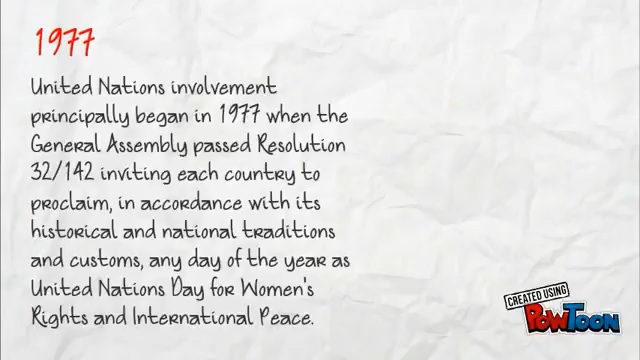 1977
United Nations involvement
principally began in 1977 when the
General Assembly passed Resolution
32/142 inviting each country to
proclaim, in accordance with its
historical and national traditions
and customs, any day of the year as
United Nations Day for Women's
Rights and International Peace.
CREATED USING
POWTOON